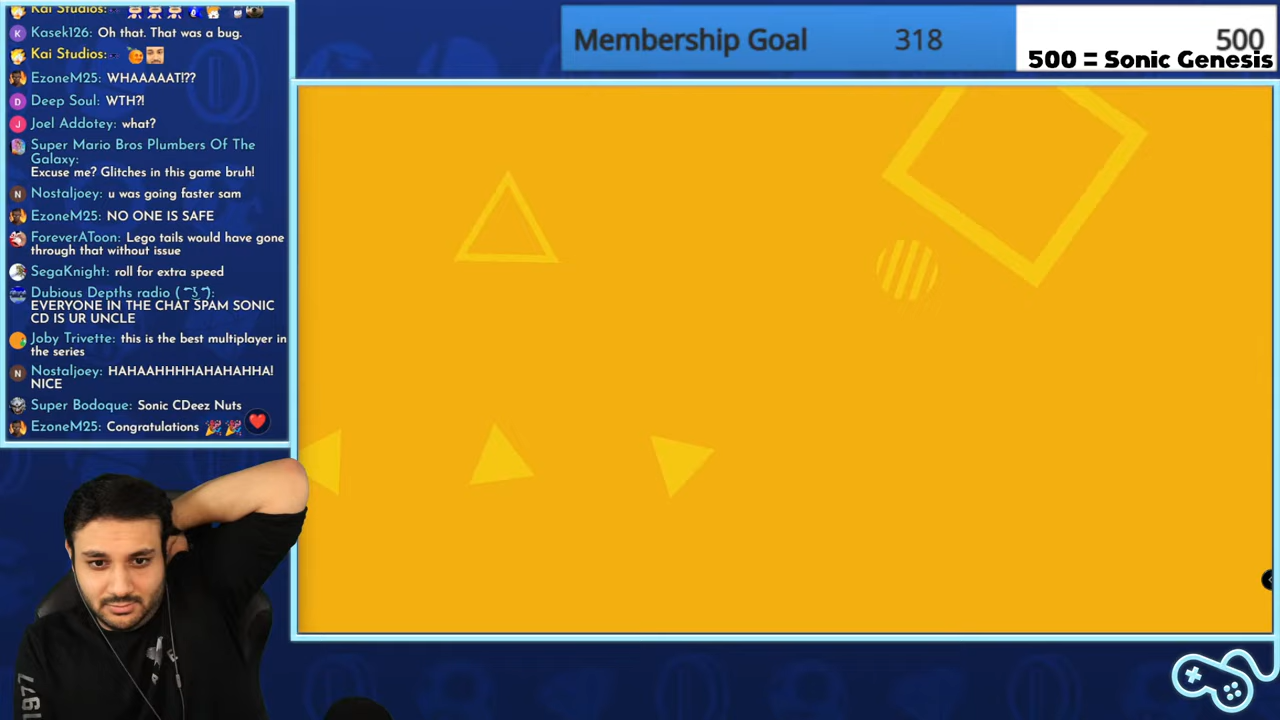 Kai Studios:
Kasek126: Oh that. That was a bug.
Kai Studios:
EzoneM25: WHAAAAAT!??
Deep Soul: WTH?!
Joel Addotey: what?
Super Mario Bros Plumbers Of The
Galaxy:
Excuse me? Glitches in this game bruh!
Nostaljoey: u was going faster sam
EzoneM25: NO ONE IS SAFE
ForeverAToon: Lego tails would have gone
through that without issue
SegaKnight: roll for extra speed
Dubious Depths radio ( ͡° ͜ʖ ͡°):
EVERYONE IN THE CHAT SPAM SONIC
CD IS UR UNCLE
Joby Trivette: this is the best multiplayer in
the series
Nostaljoey: HAHAAHHHHAHAHAHHA!
NICE
Super Bodoque: Sonic CDeez Nuts
EzoneM25: Congratulations 🎉 🎉
Membership Goal 318 500
500 = Sonic Genesis
1977